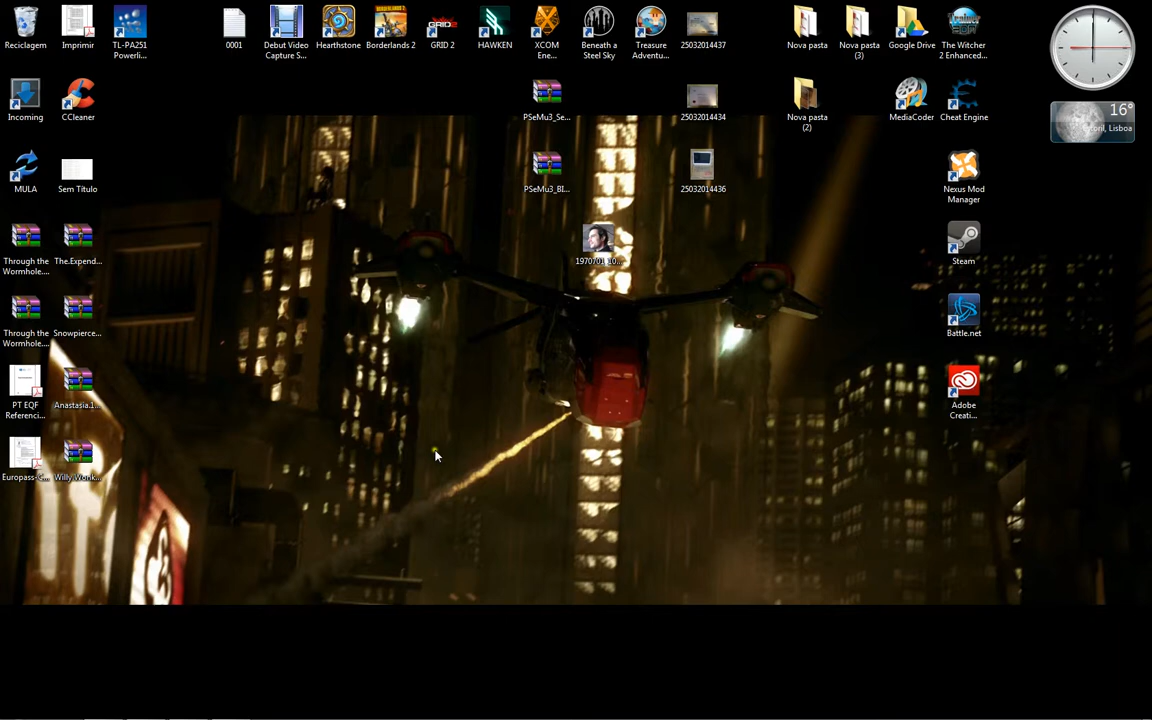 Reciclagem
Imprimir
TL-PA251
Powerli...
0001
Debut Video
Capture S...
Hearthstone
Borderlands 2
GRID 2
HAWKEN
XCOM
Ene...
Beneath a
Steel Sky
Treasure
Adventu...
25032014437
Nova pasta
Nova pasta
(3)
Google Drive
The Witcher
2 Enhanced...
Incoming
CCleaner
PSeMu3_Se...
25032014434
Nova pasta
(2)
MediaCoder
Cheat Engine
16°
Lisboa
MULA
Sem Título
PSeMu3_BI...
25032014436
Nexus Mod
Manager
Through the
Wormhole....
The.Expend...
Steam
Through the
Wormhole....
Snowpierce...
Battle.net
PT EQF
Referenci...
Anastasia.1...
Adobe
Creati...
Europass-C...
Willy.Wonk...